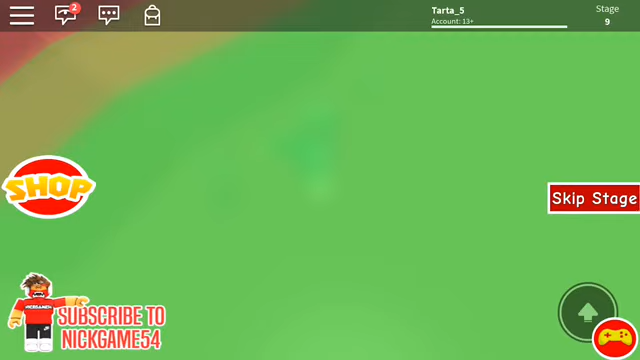 2
Tarta_5
Account: 13+
Stage
9
SHOP
Skip Stage
SUBSCRIBE TO
NICKGAME54